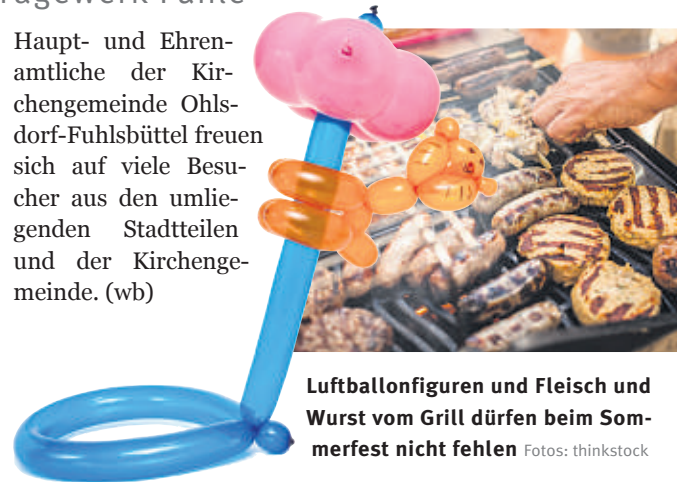 Haupt- und Ehren-
amtliche der Kir-
chengemeinde Ohls-
dorf-Fuhlsbüttel freuen
sich auf viele Besu-
cher aus den umlie-
genden Stadtteilen
und der Kirchenge-
meinde. (wb)
Luftballonfiguren und Fleisch und
Wurst vom Grill dürfen beim Som-
merfest nicht fehlen Fotos: thinkstock